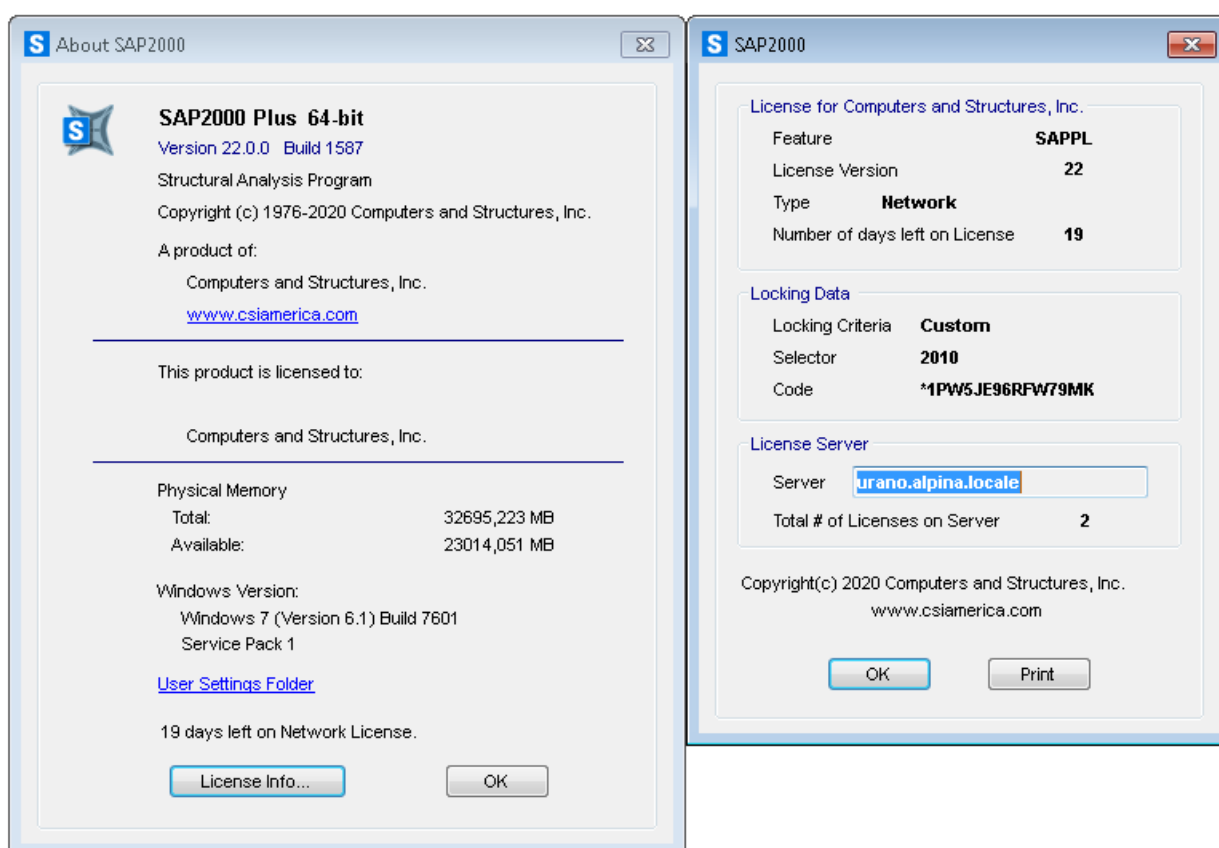 About SAP2000
SAP2000 Plus 64-bit
Version 22.0.0 Build 1587
Structural Analysis Program
Copyright (c) 1976-2020 Computers and Structures, Inc.
A product of:
Computers and Structures, Inc.
www.csiamerica.com
This product is licensed to:
Computers and Structures, Inc.
Physical Memory
Total: 32695,223 MB
Available: 23014,051 MB
Windows Version:
Windows 7 (Version 6.1) Build 7601
Service Pack 1
User Settings Folder
19 days left on Network License.
License Info... OK
SAP2000
License for Computers and Structures, Inc.
Feature SAPPL
License Version 22
Type Network
Number of days left on License 19
Locking Data
Locking Criteria Custom
Selector 2010
Code *1PW5JE96RFW79MK
License Server
Server urano.alpina.locale
Total # of Licenses on Server 2
Copyright(c) 2020 Computers and Structures, Inc.
www.csiamerica.com
OK Print